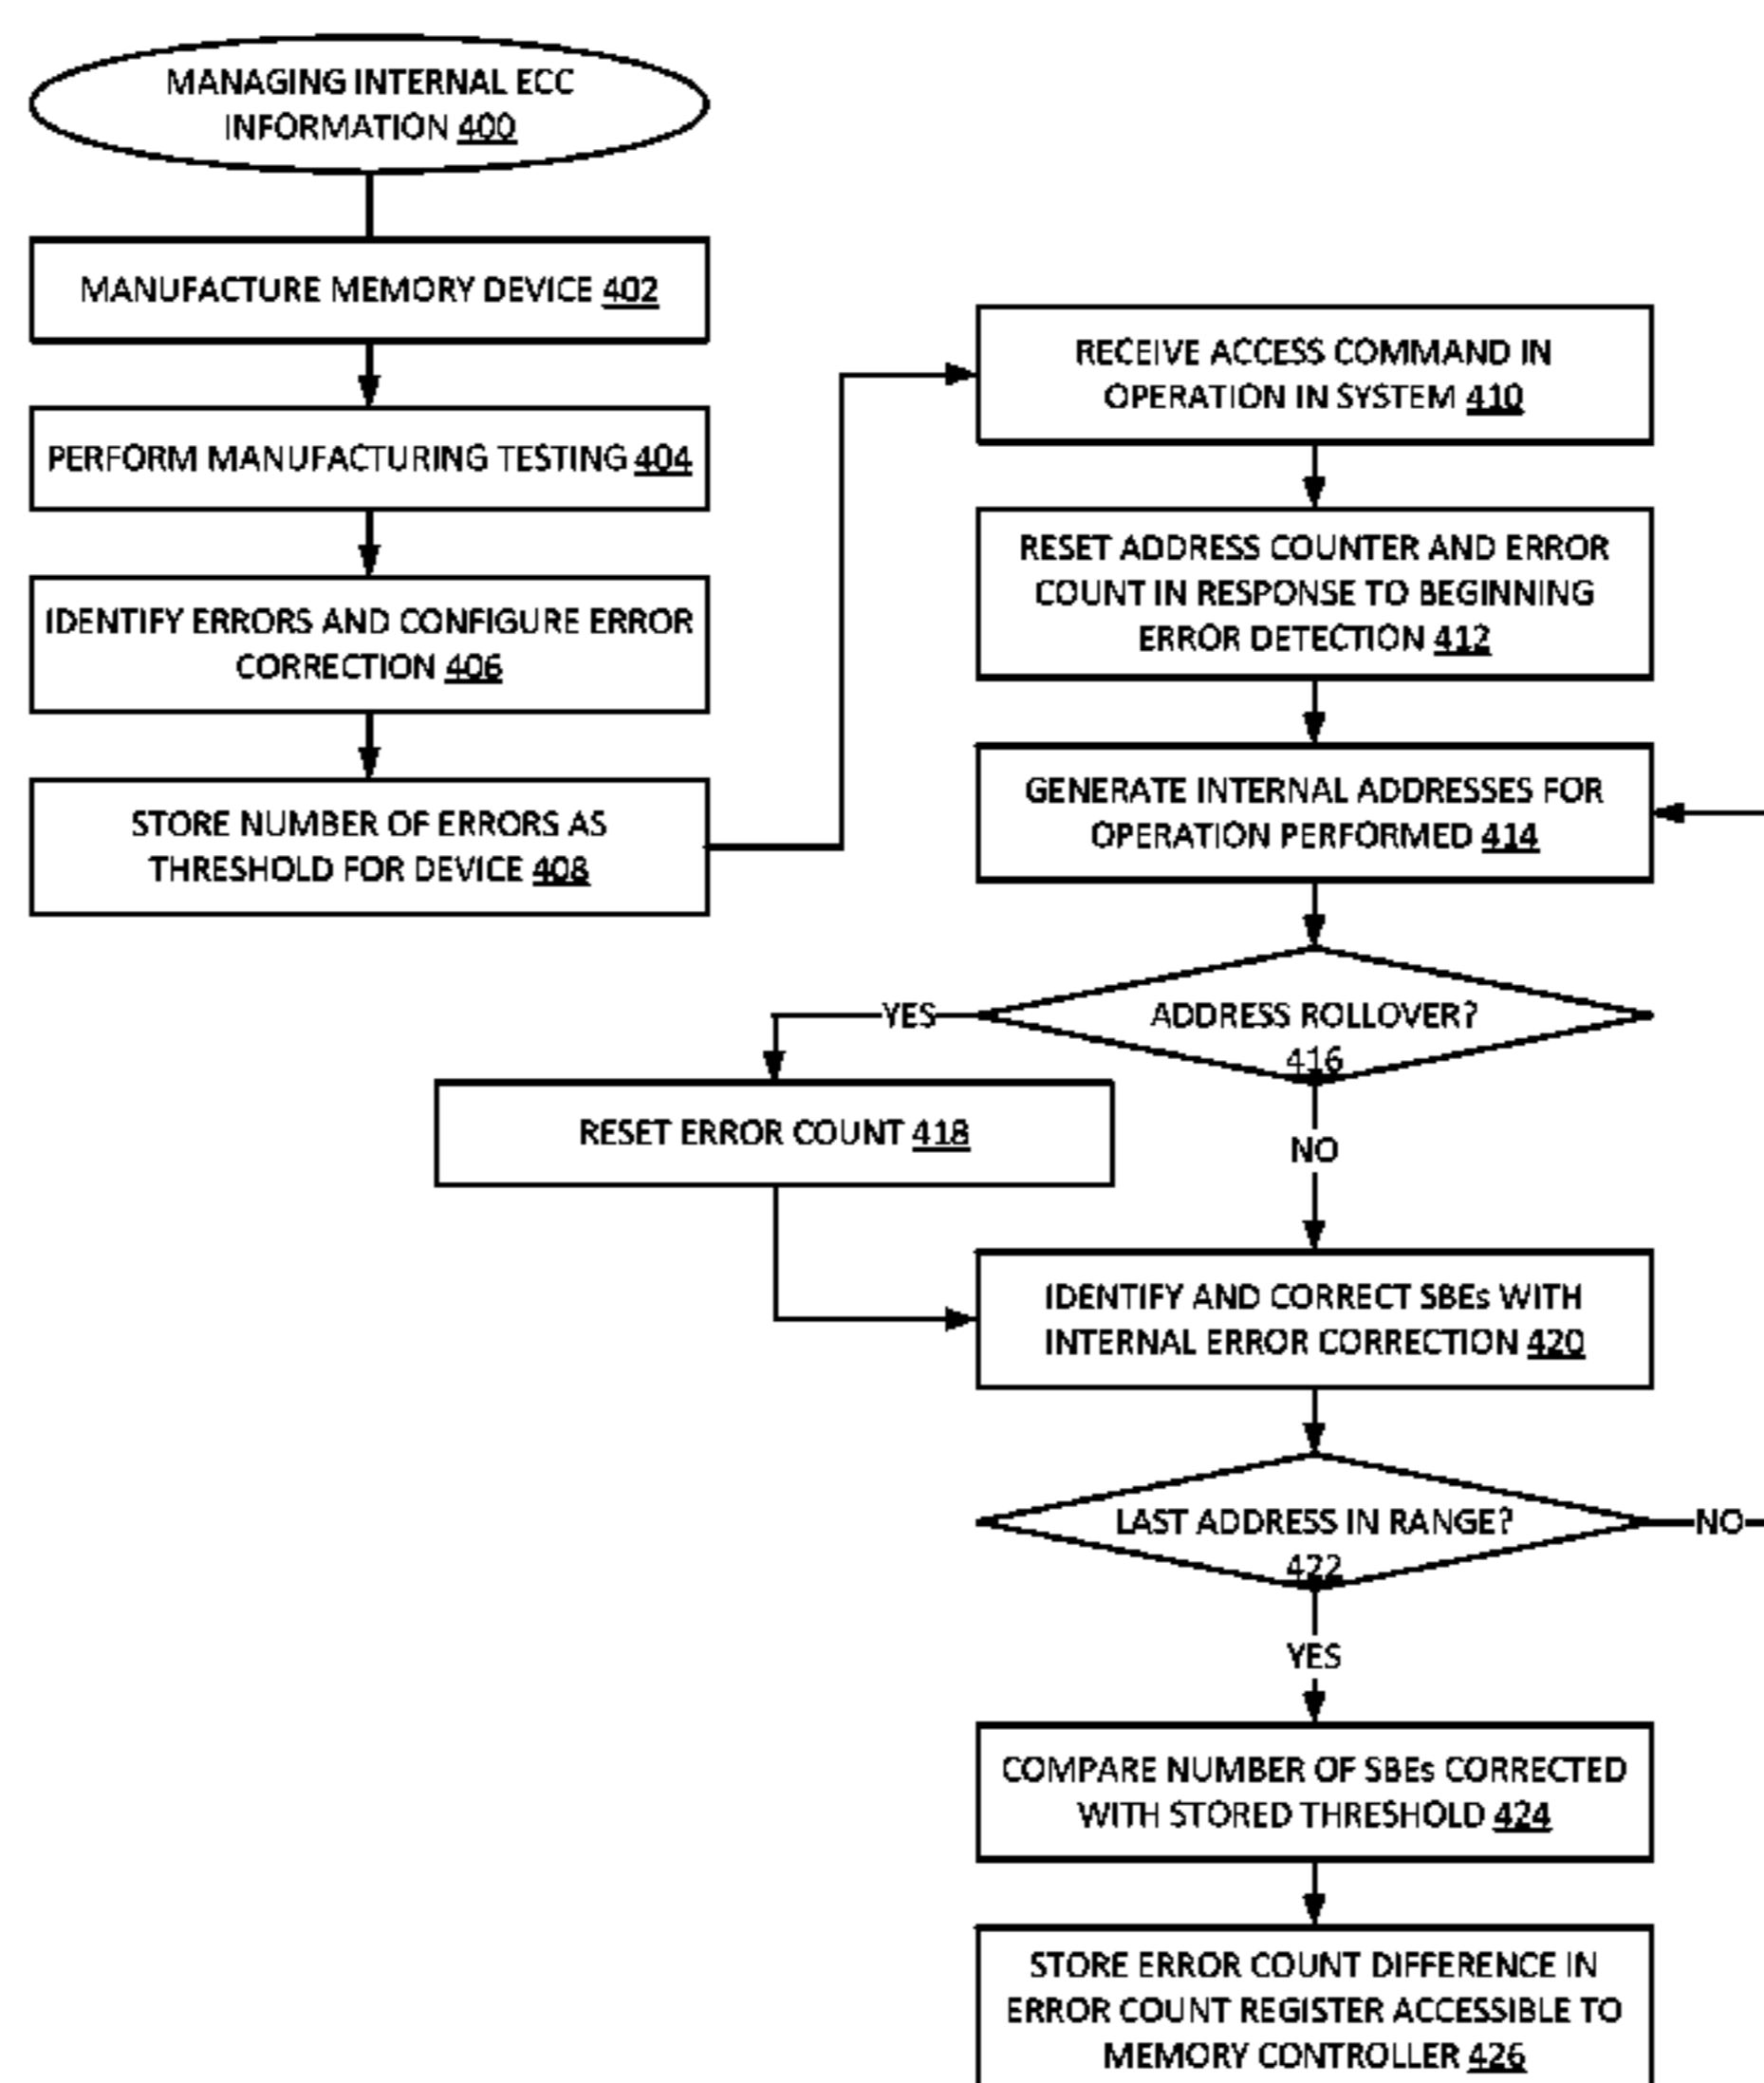 MANAGING INTERNAL ECC
INFORMATION 400
MANUFACTURE MEMORY DEVICE 402
PERFORM MANUFACTURING TESTING 404
IDENTIFY ERRORS AND CONFIGURE ERROR
CORRECTION 406
STORE NUMBER OF ERRORS AS
THRESHOLD FOR DEVICE 408
RECEIVE ACCESS COMMAND IN
OPERATION IN SYSTEM 410
RESET ADDRESS COUNTER AND ERROR
COUNT IN RESPONSE TO BEGINNING
ERROR DETECTION 412
GENERATE INTERNAL ADDRESSES FOR
OPERATION PERFORMED 414
ADDRESS ROLLOVER?
416
YES
RESET ERROR COUNT 418
NO
IDENTIFY AND CORRECT SBEs WITH
INTERNAL ERROR CORRECTION 420
LAST ADDRESS IN RANGE?
422
NO
YES
COMPARE NUMBER OF SBEs CORRECTED
WITH STORED THRESHOLD 424
STORE ERROR COUNT DIFFERENCE IN
ERROR COUNT REGISTER ACCESSIBLE TO
MEMORY CONTROLLER 426